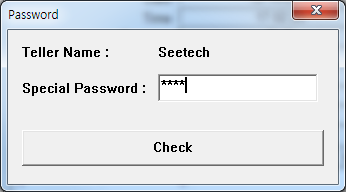 Password
Teller Name : Seetech
Special Password : ****
Check